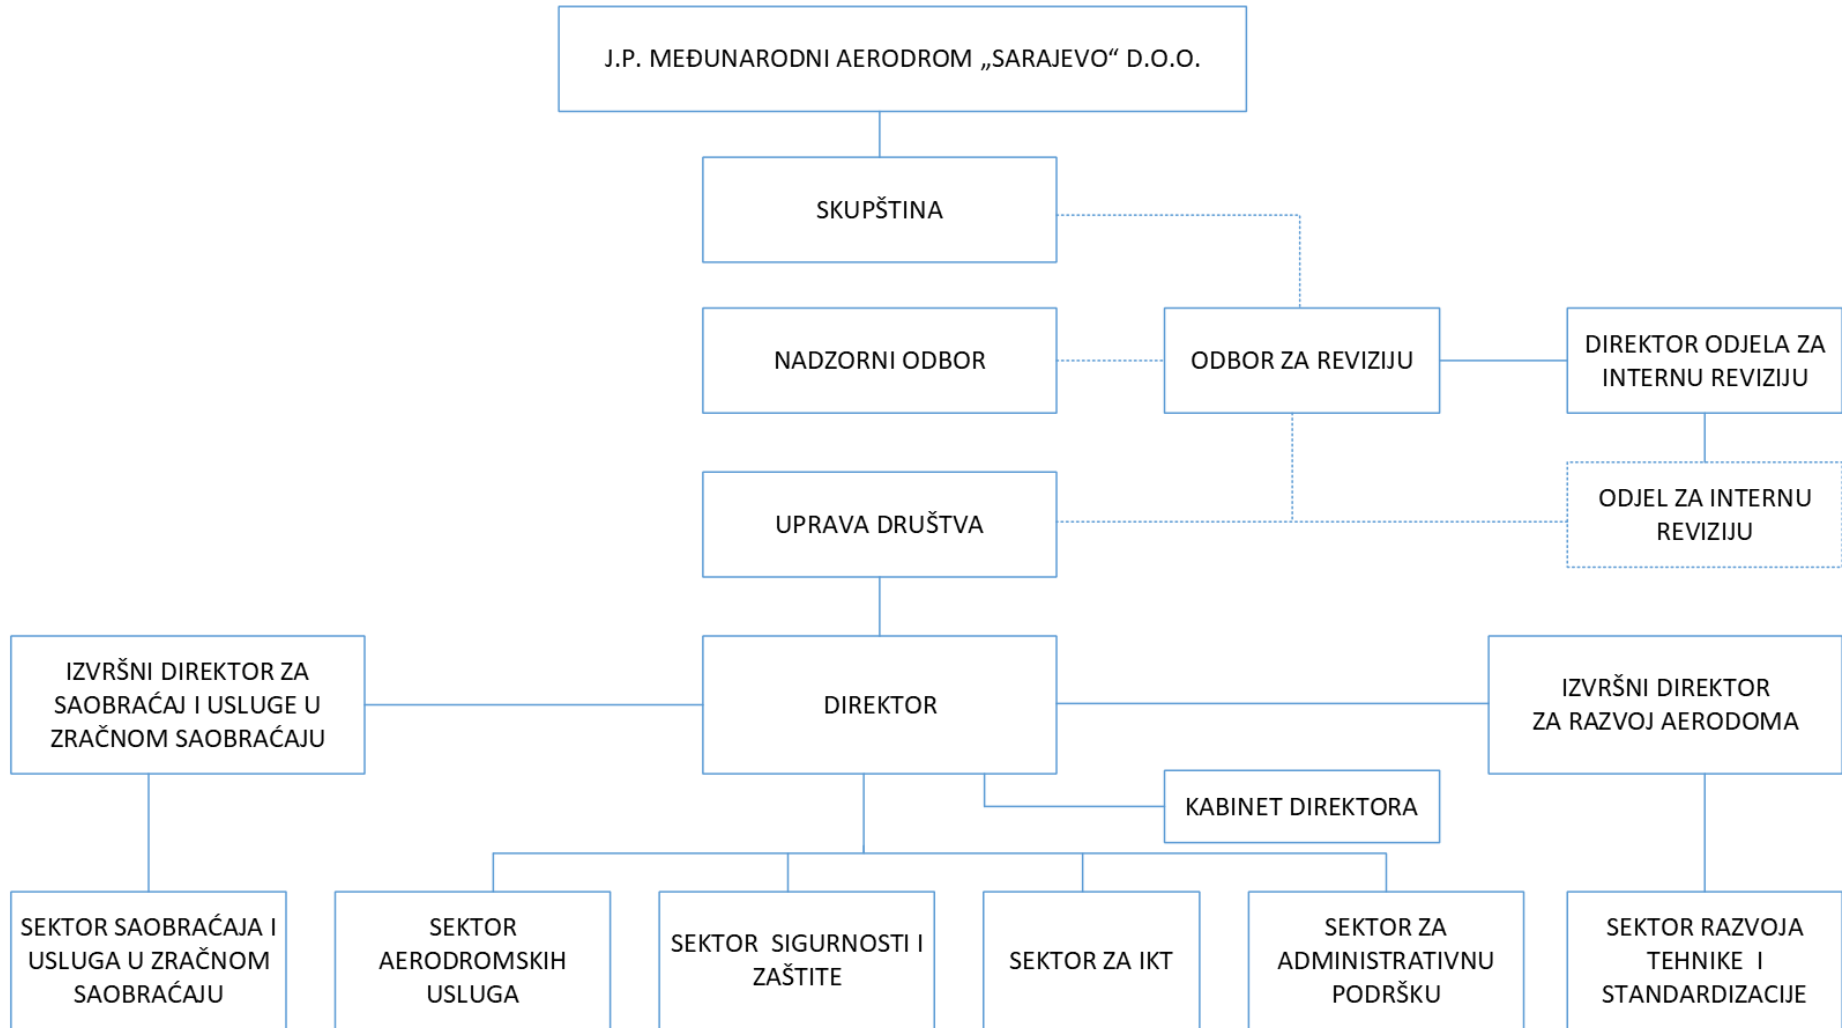 J.P. MEĐUNARODNI AERODROM „SARAJEVO“ D.O.O.
SKUPŠTINA
NADZORNI ODBOR
ODBOR ZA REVIZIJU
DIREKTOR ODJELA ZA
INTERNU REVIZIJU
UPRAVA DRUŠTVA
ODJEL ZA INTERNU
REVIZIJU
IZVRŠNI DIREKTOR ZA
SAOBRAĆAJ I USLUGE U
ZRAČNOM SAOBRAĆAJU
DIREKTOR
IZVRŠNI DIREKTOR
ZA RAZVOJ AERODOMA
KABINET DIREKTORA
SEKTOR SAOBRAĆAJA I
USLUGA U ZRAČNOM
SAOBRAĆAJU
SEKTOR
AERODROMSKIH
USLUGA
SEKTOR SIGURNOSTI I
ZAŠTITE
SEKTOR ZA IKT
SEKTOR ZA
ADMINISTRATIVNU
PODRŠKU
SEKTOR RAZVOJA
TEHNIKE I
STANDARDIZACIJE